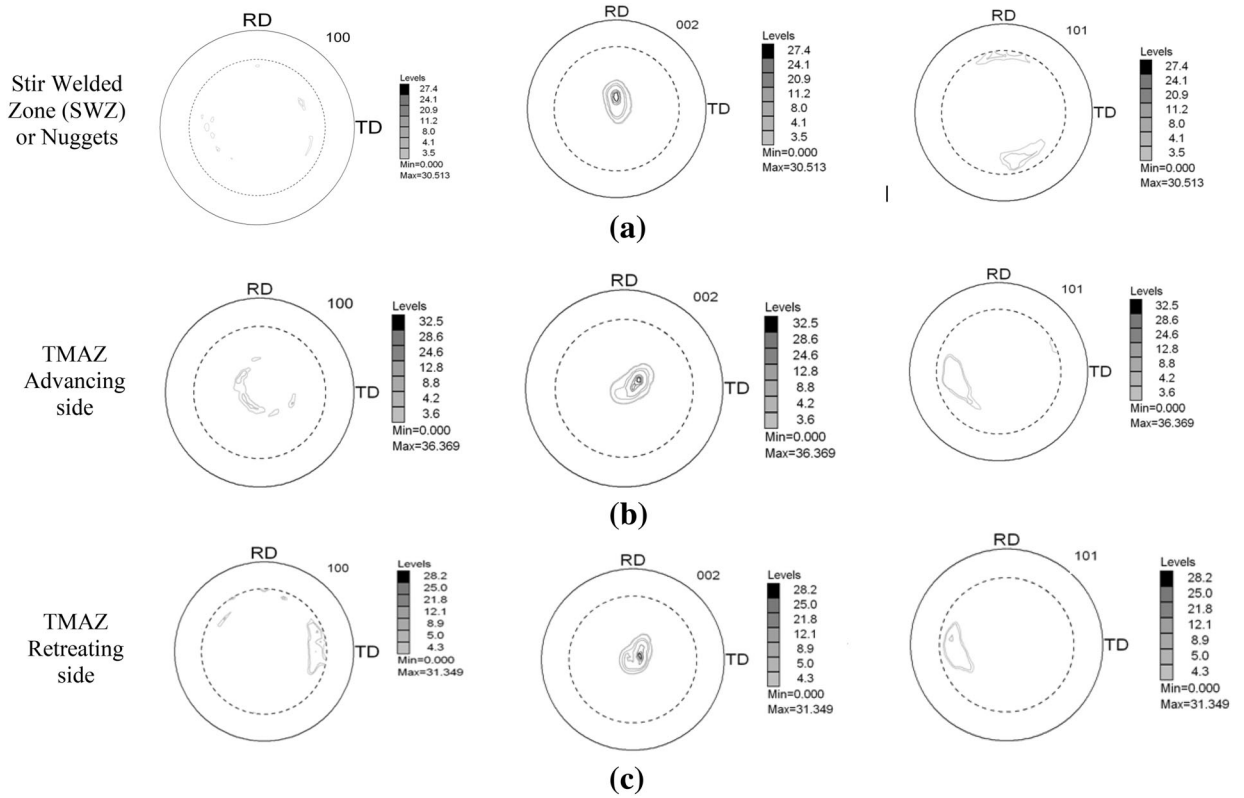 Stir Welded
Zone (SWZ)
or Nuggets
RD
100
TD
Levels
27.4
24.1
20.9
11.2
8.0
4.1
3.5
Min=0.000
Max=30.513
RD
002
TD
Levels
27.4
24.1
20.9
11.2
8.0
4.1
3.5
Min=0.000
Max=30.513
RD
101
TD
Levels
27.4
24.1
20.9
11.2
8.0
4.1
3.5
Min=0.000
Max=30.513
(a)
TMAZ
Advancing
side
RD
100
TD
Levels
32.5
28.6
24.6
12.8
8.8
4.2
3.6
Min=0.000
Max=36.369
RD
002
TD
Levels
32.5
28.6
24.6
12.8
8.8
4.2
3.6
Min=0.000
Max=36.369
RD
101
TD
Levels
32.5
28.6
24.6
12.8
8.8
4.2
3.6
Min=0.000
Max=36.369
(b)
TMAZ
Retreating
side
RD
100
TD
Levels
28.2
25.0
21.8
12.1
8.9
5.0
4.3
Min=0.000
Max=31.349
RD
002
TD
Levels
28.2
25.0
21.8
12.1
8.9
5.0
4.3
Min=0.000
Max=31.349
RD
101
TD
Levels
28.2
25.0
21.8
12.1
8.9
5.0
4.3
Min=0.000
Max=31.349
(c)